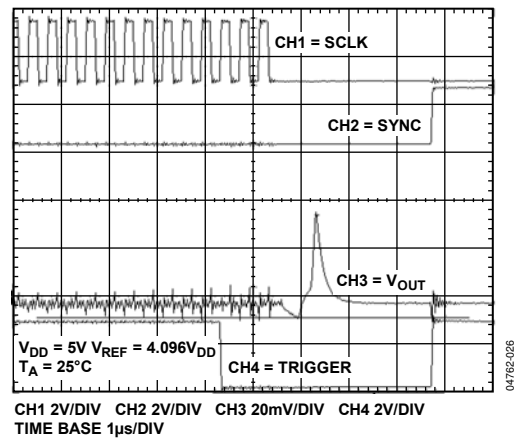 CH1 = SCLK
CH2 = SYNC
CH3 = VOUT
VDD = 5V VREF = 4.096VDD
TA = 25°C
CH4 = TRIGGER
CH1 2V/DIV CH2 2V/DIV CH3 20mV/DIV CH4 2V/DIV
TIME BASE 1µs/DIV
04762-026